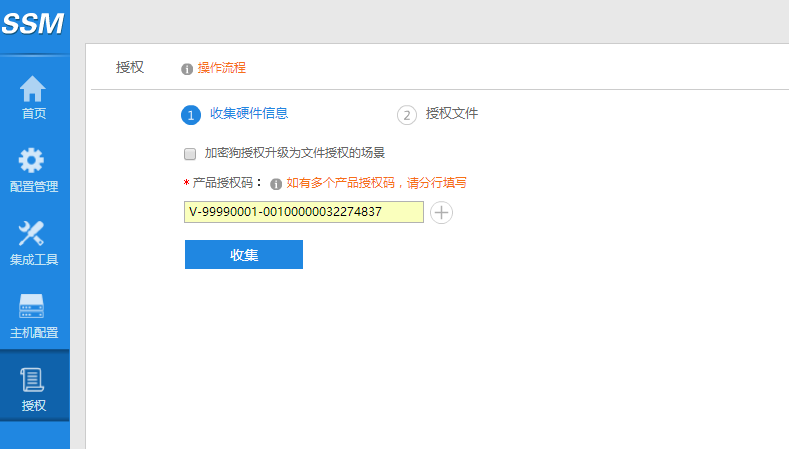 SSM
首页
配置管理
集成工具
主机配置
授权
授权 操作流程
1 收集硬件信息 2 授权文件
加密狗授权升级为文件授权的场景
* 产品授权码： 如有多个产品授权码，请分行填写
V-99990001-00100000032274837
收集